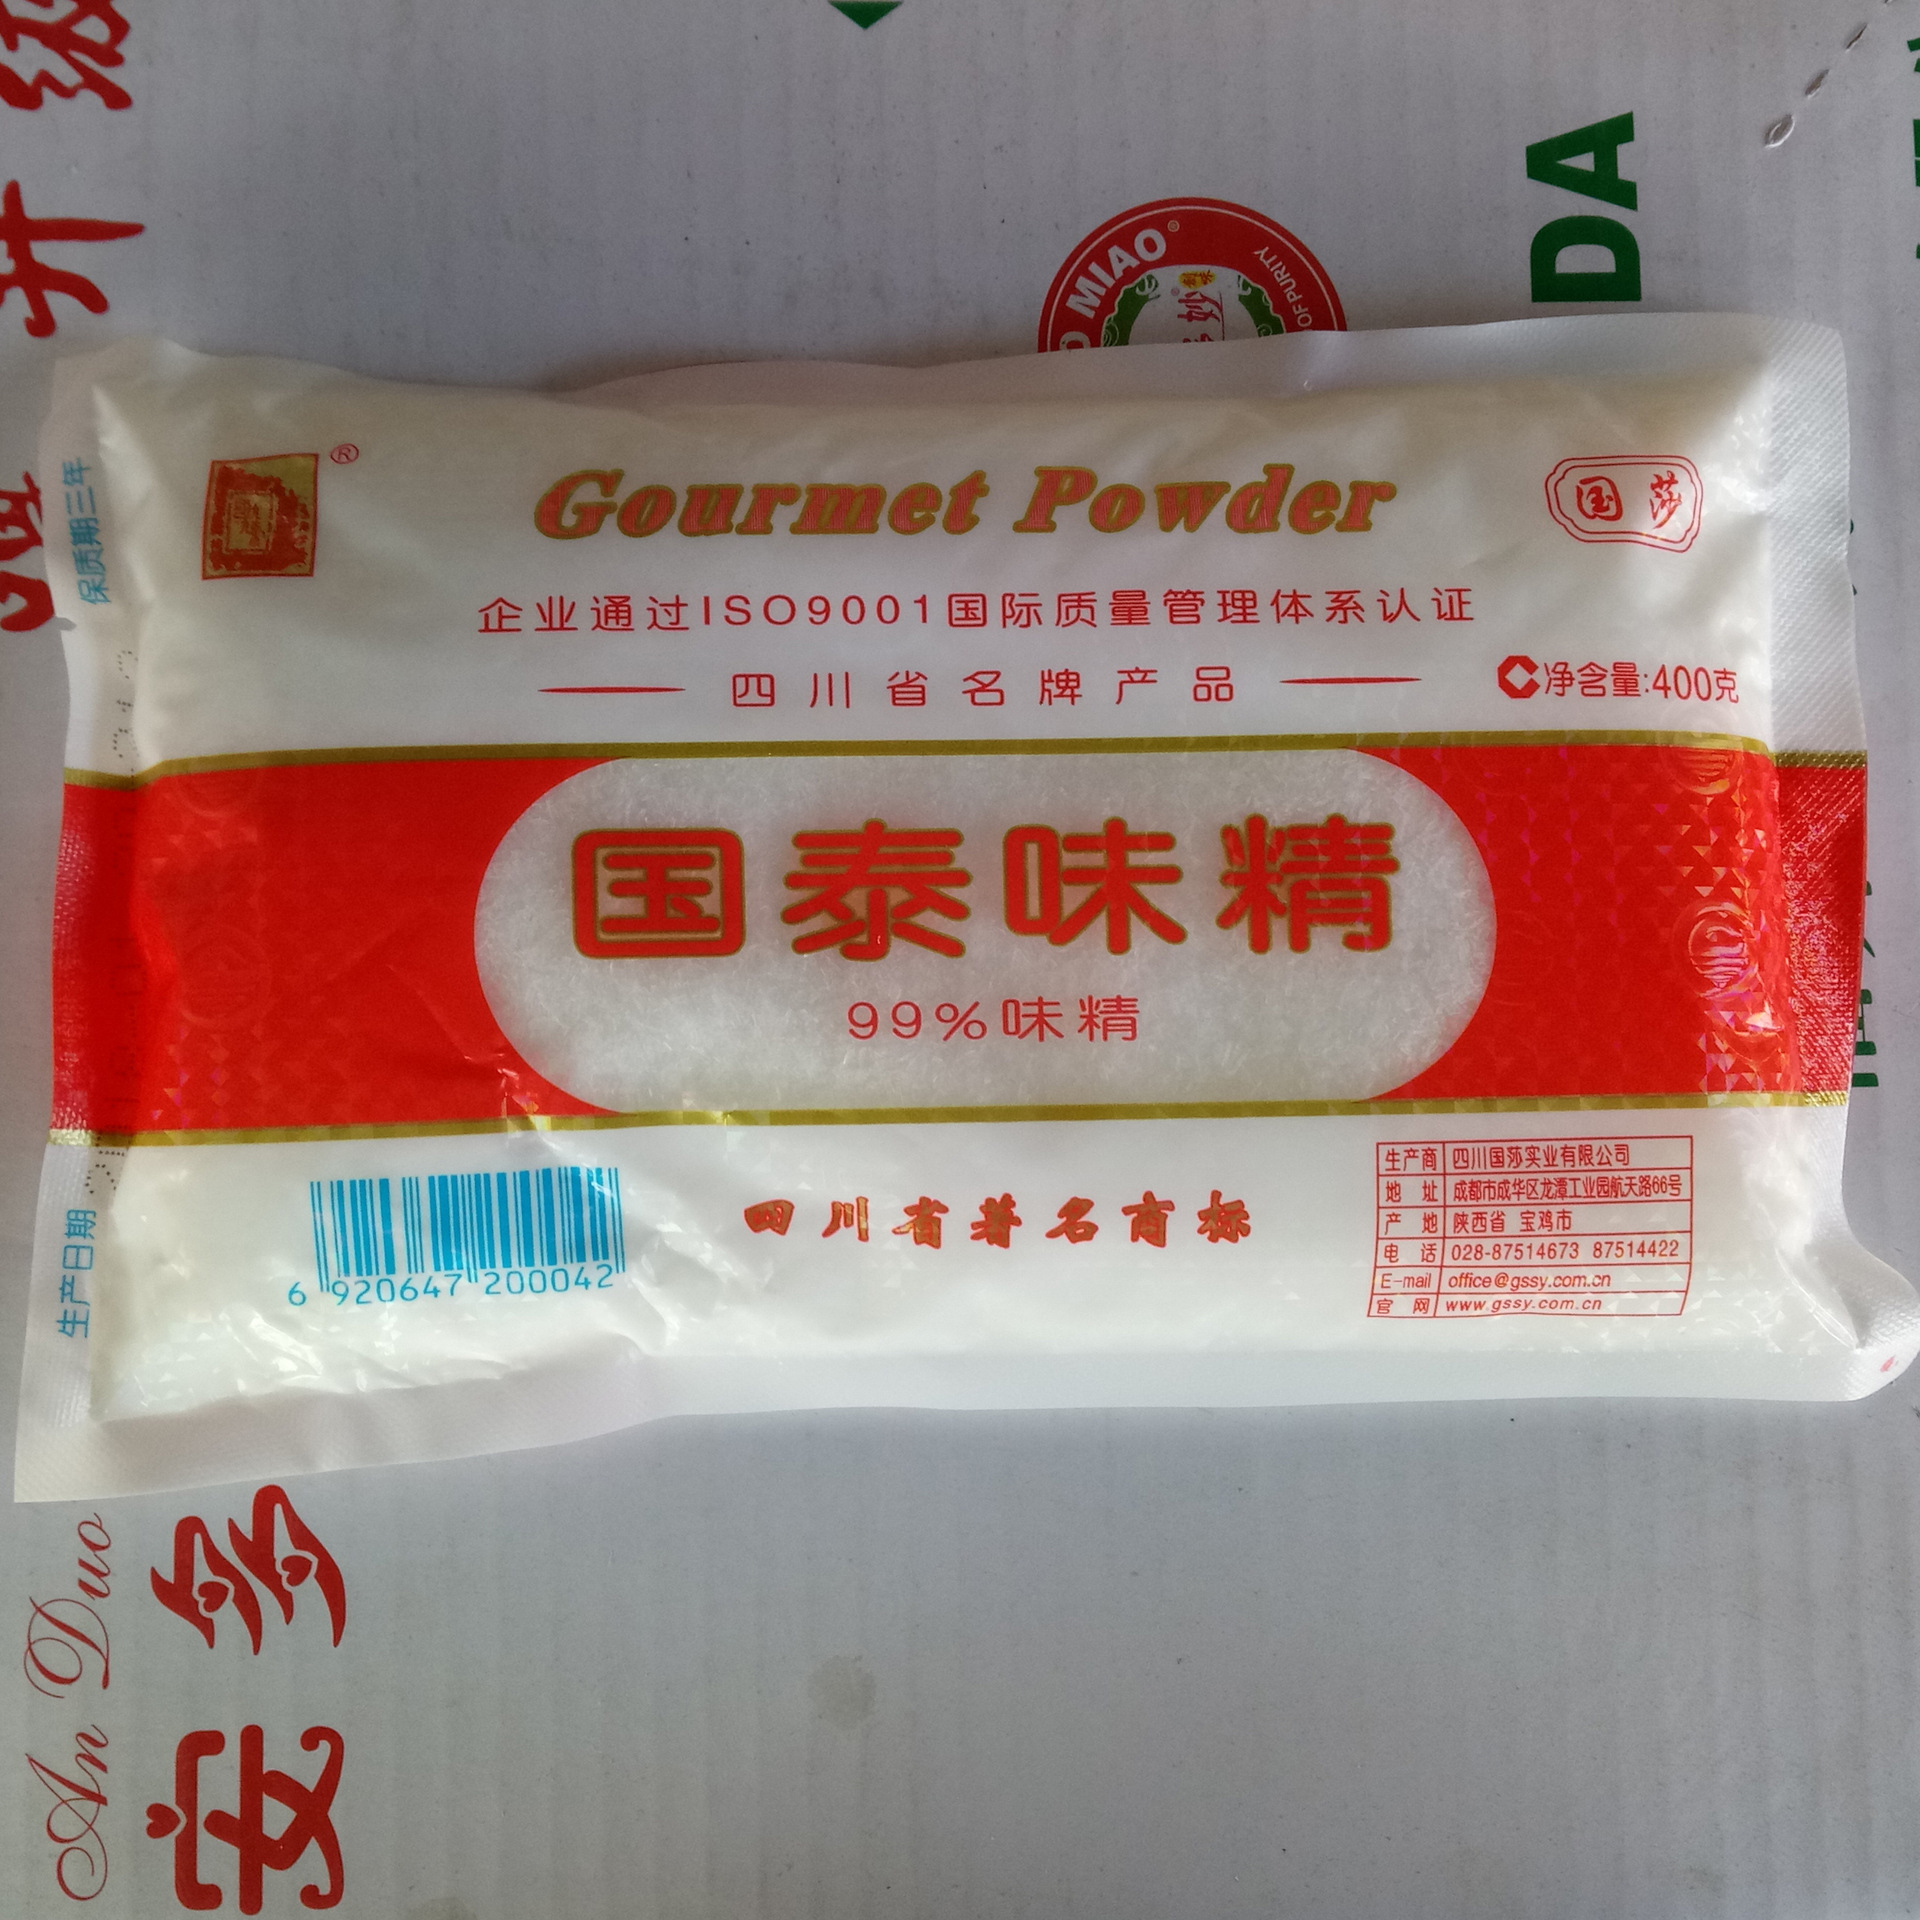 级
升
DA
MIAO®
OF PURITY
妙
®
Gourmet Powder
国莎
保质期三年
企业通过ISO9001国际质量管理体系认证
四川省名牌产品
净含量:400克
国泰味精
99%味精
6 920647 200042
四川省著名商标
生产商 四川国莎实业有限公司
地 址 成都市成华区龙潭工业园航天路66号
产 地 陕西省 宝鸡市
电 话 028-87514673 87514422
E-mail office@gssy.com.cn
官 网 www.gssy.com.cn
生产日期
An Duo
安多